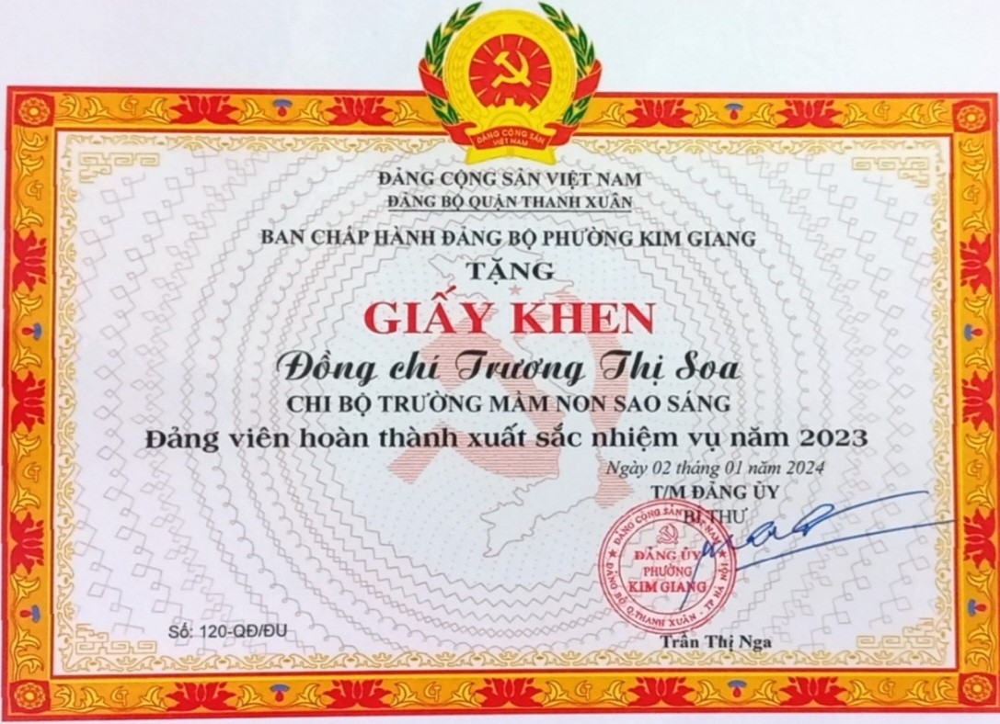 ĐẢNG CỘNG SẢN
VIỆT NAM
ĐẢNG CỘNG SẢN VIỆT NAM
ĐẢNG BỘ QUẬN THANH XUÂN
BAN CHẤP HÀNH ĐẢNG BỘ PHƯỜNG KIM GIANG
TẶNG
GIẤY KHEN
Đồng chí Trương Thị Soa
CHI BỘ TRƯỜNG MẦM NON SAO SÁNG
Đảng viên hoàn thành xuất sắc nhiệm vụ năm 2023
Ngày 02 tháng 01 năm 2024
T/M ĐẢNG ỦY
BÍ THƯ
ĐẢNG CỘNG SẢN VIỆT NAM
ĐẢNG ỦY
PHƯỜNG
KIM GIANG
ĐẢNG BỘ Q.THANH XUÂN - TP HÀ NỘI
Số: 120-QĐ/ĐU
Trần Thị Nga